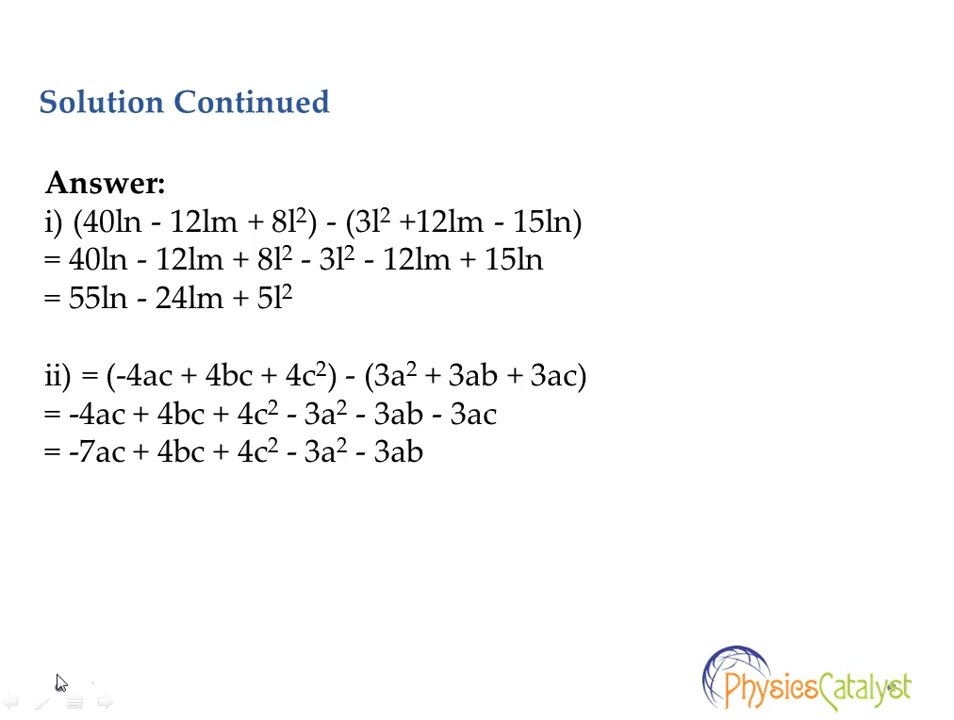 Solution Continued
Answer:
i) (40ln - 12lm + 8l²) - (3l² +12lm - 15ln)
= 40ln - 12lm + 8l² - 3l² - 12lm + 15ln
= 55ln - 24lm + 5l²
ii) = (-4ac + 4bc + 4c²) - (3a² + 3ab + 3ac)
= -4ac + 4bc + 4c² - 3a² - 3ab - 3ac
= -7ac + 4bc + 4c² - 3a² - 3ab
PhysicsCatalyst